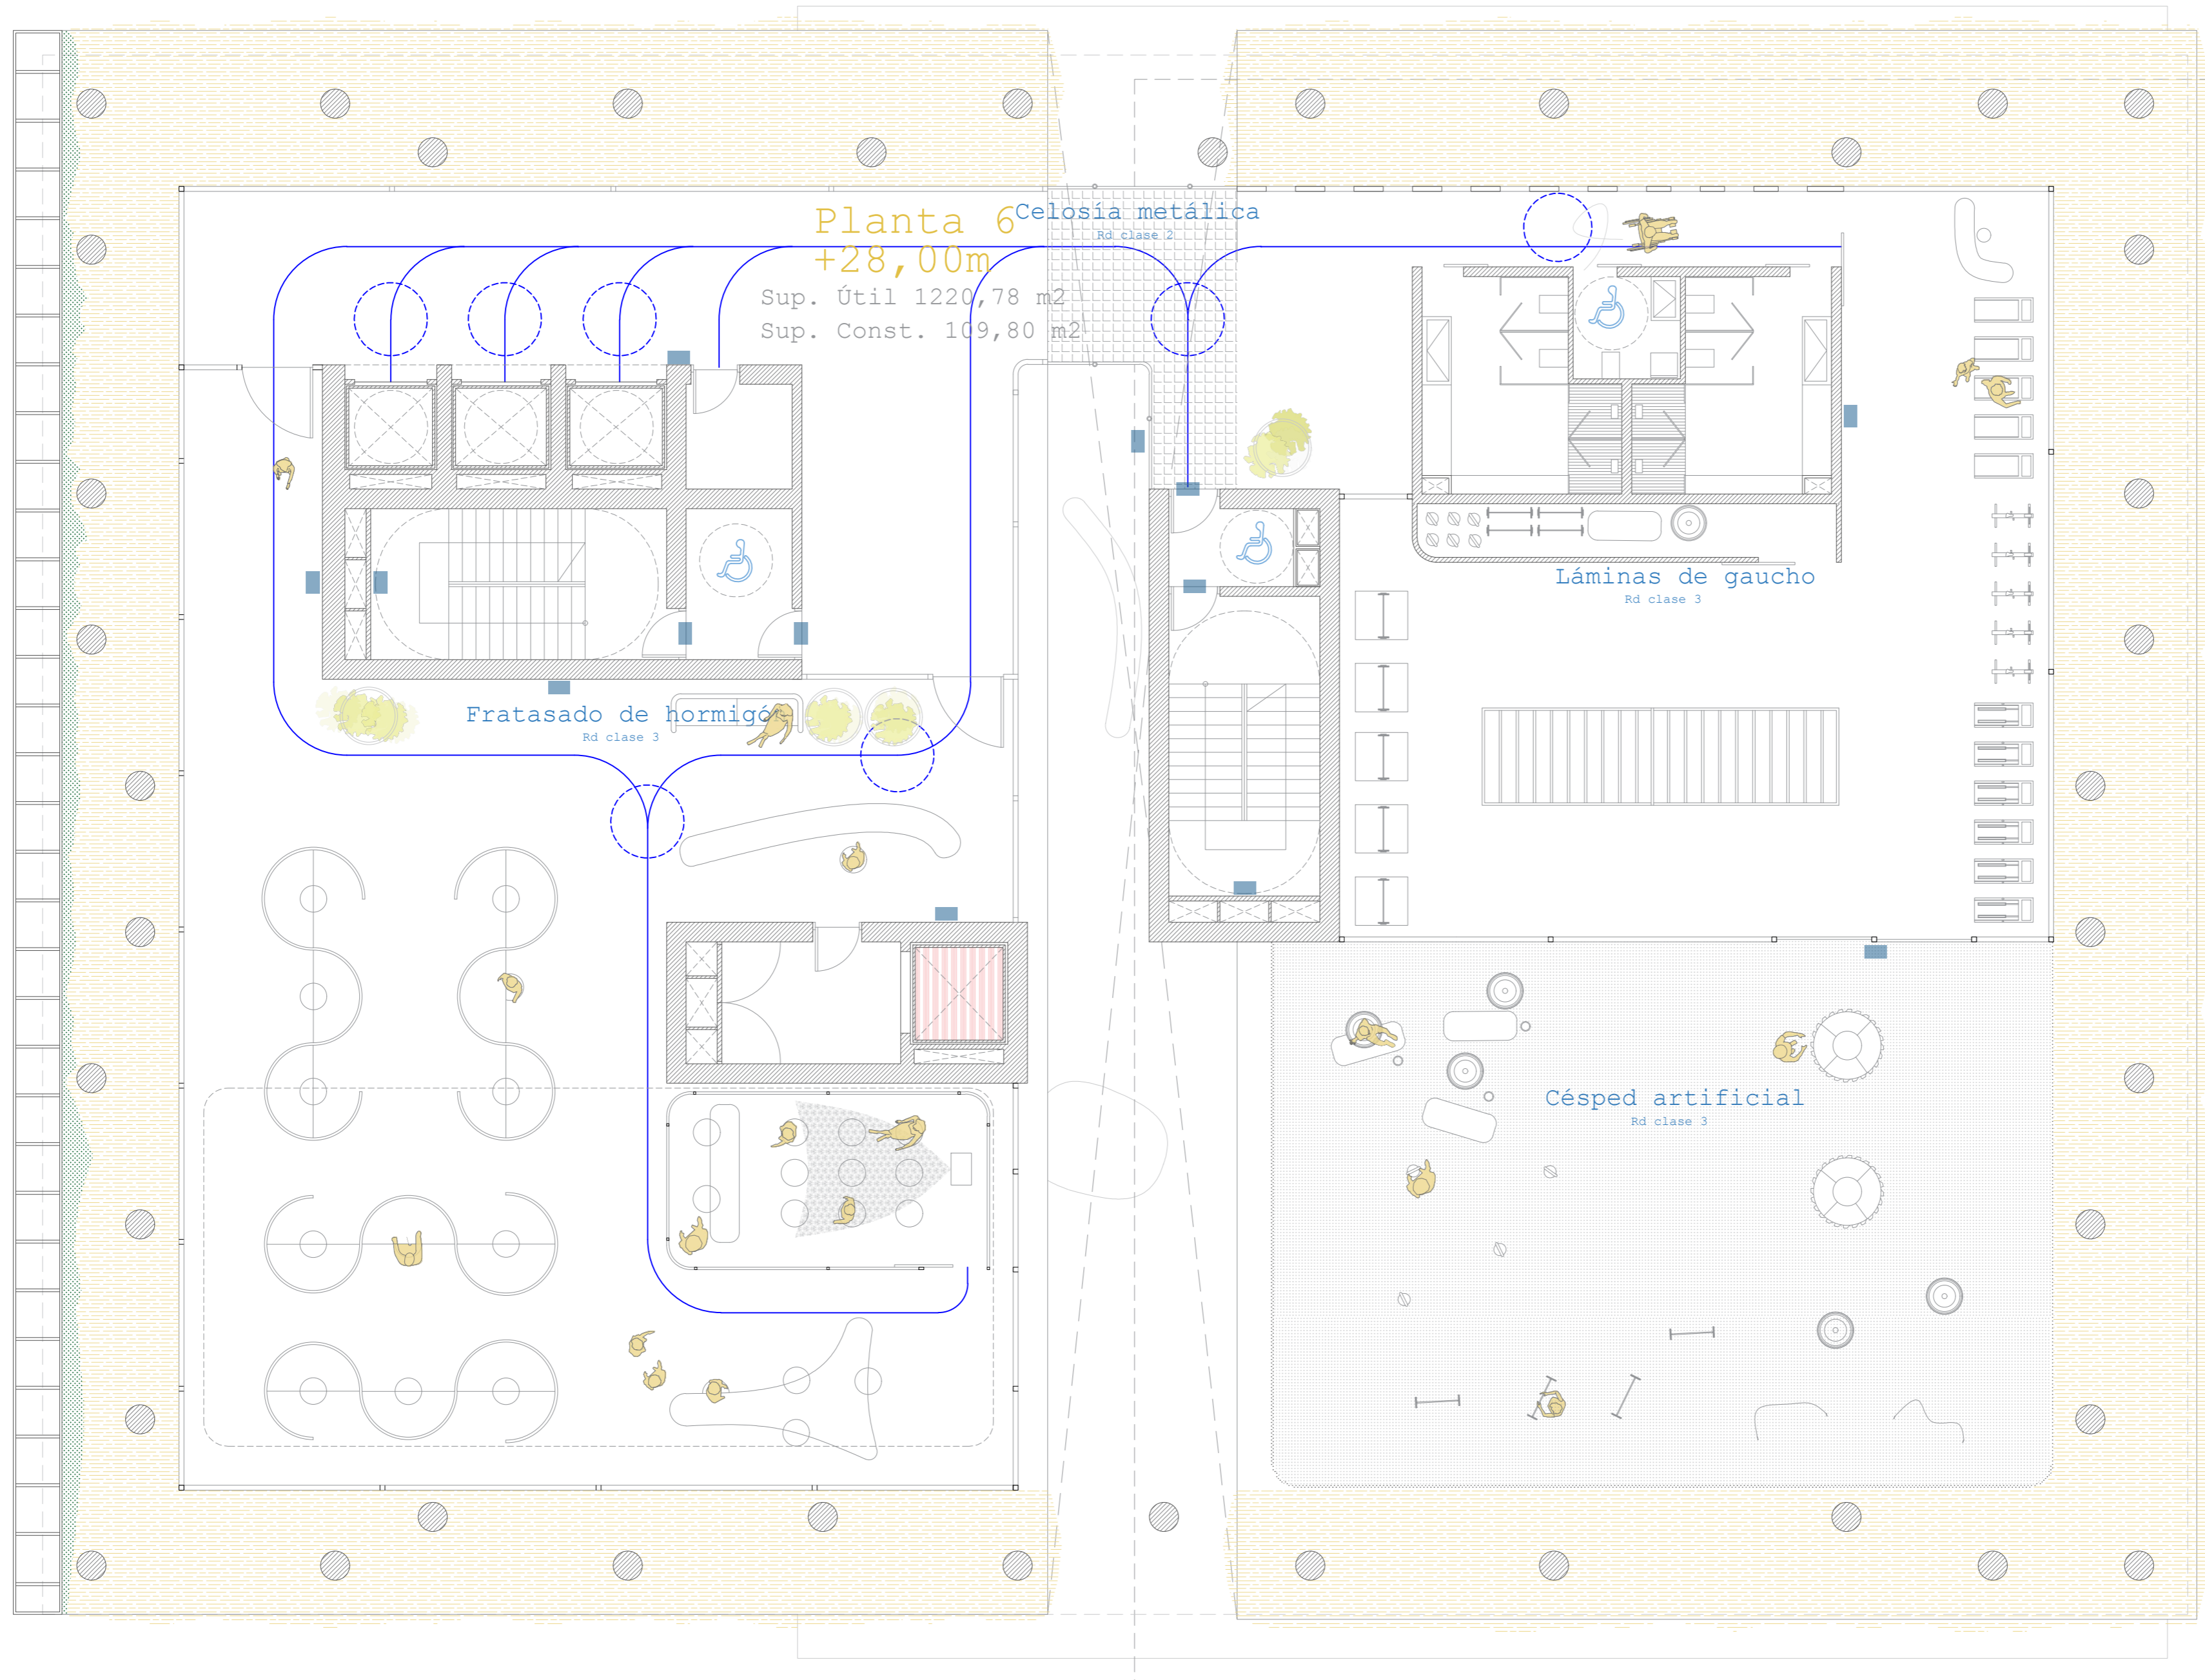 Planta 6
+28,00m
Sup. Útil 1220,78 m2
Sup. Const. 109,80 m2
Celosía metálica
Rd clase 2
Láminas de gaucho
Rd clase 3
Fratasado de hormigón
Rd clase 3
Césped artificial
Rd clase 3